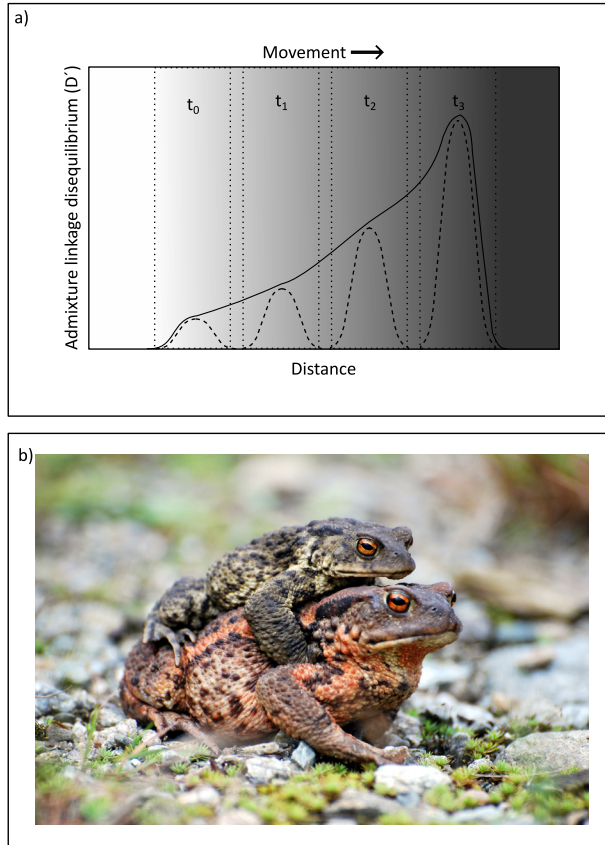 a)
Movement
t₀ t₁ t₂ t₃
Admixture linkage disequilibrium (D´)
Distance
b)